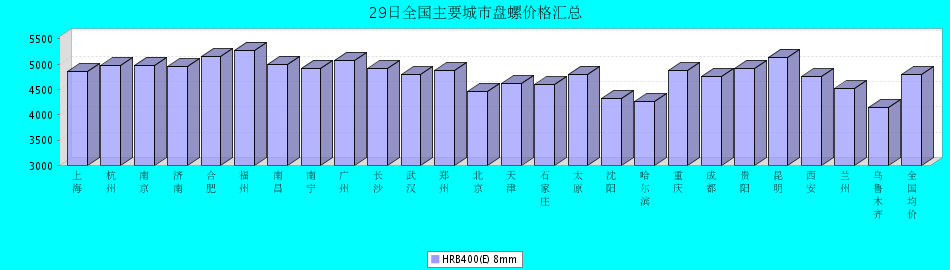 29日全国主要城市盘螺价格汇总
5500
5000
4500
4000
3500
3000
上海
杭州
南京
济南
合肥
福州
南昌
南宁
广州
长沙
武汉
郑州
北京
天津
石家庄
太原
沈阳
哈尔滨
重庆
成都
贵阳
昆明
西安
兰州
乌鲁木齐
全国均价
HRB400(E) 8mm